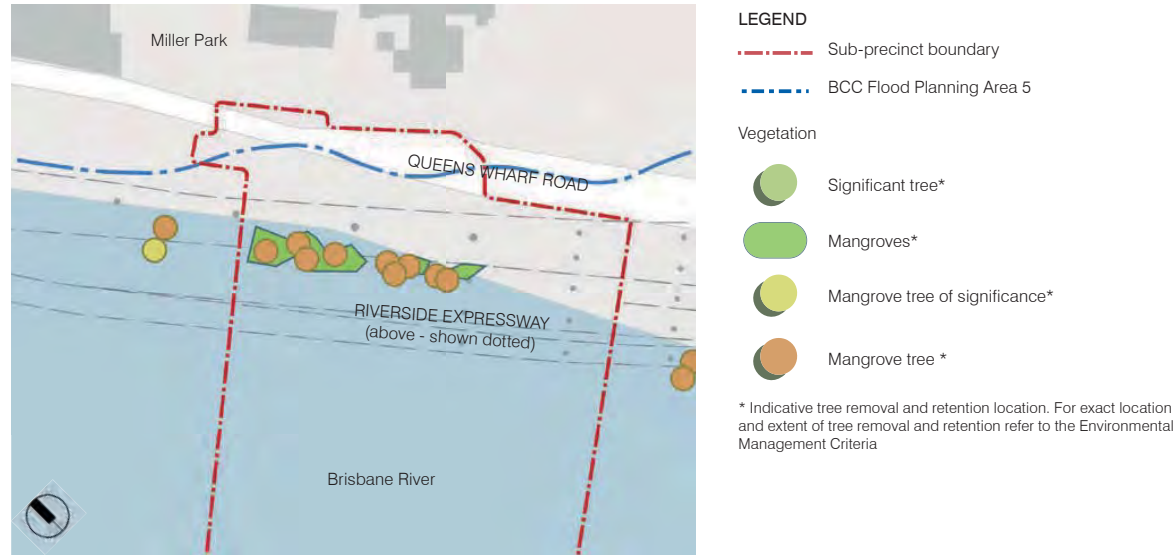 Miller Park
QUEENS WHARF ROAD
RIVERSIDE EXPRESSWAY
(above - shown dotted)
Brisbane River
LEGEND
Sub-precinct boundary
BCC Flood Planning Area 5
Vegetation
Significant tree*
Mangroves*
Mangrove tree of significance*
Mangrove tree *
* Indicative tree removal and retention location. For exact location
and extent of tree removal and retention refer to the Environmental
Management Criteria